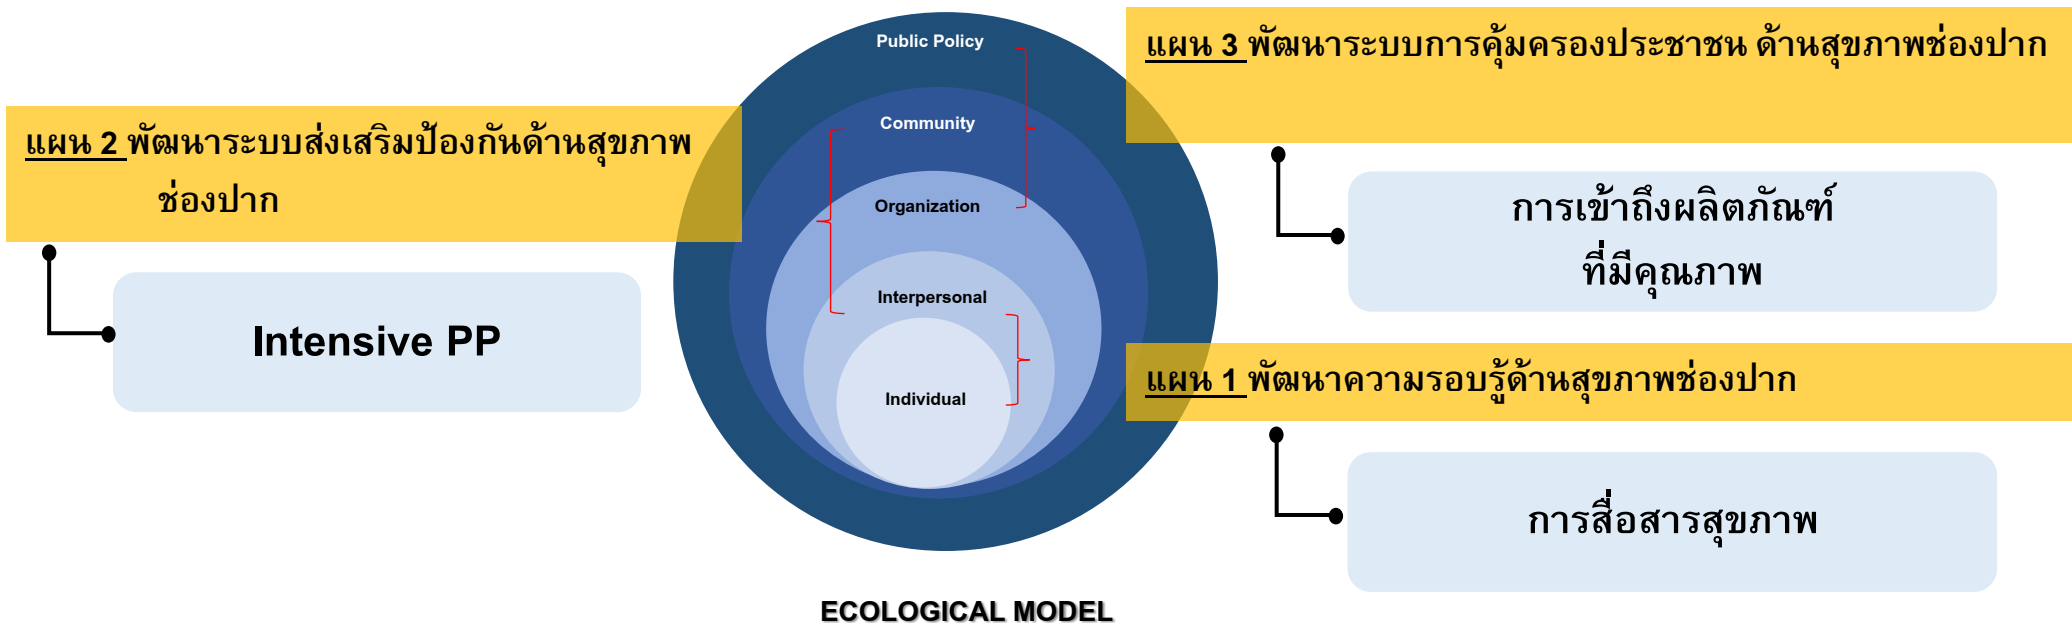 Public Policy
Community
Organization
Interpersonal
Individual
ECOLOGICAL MODEL
แผน 2 พัฒนาระบบส่งเสริมป้องกันด้านสุขภาพ
ช่องปาก
Intensive PP
แผน 3 พัฒนาระบบการคุ้มครองประชาชน ด้านสุขภาพช่องปาก
การเข้าถึงผลิตภัณฑ์
ที่มีคุณภาพ
แผน 1 พัฒนาความรอบรู้ด้านสุขภาพช่องปาก
การสื่อสารสุขภาพ